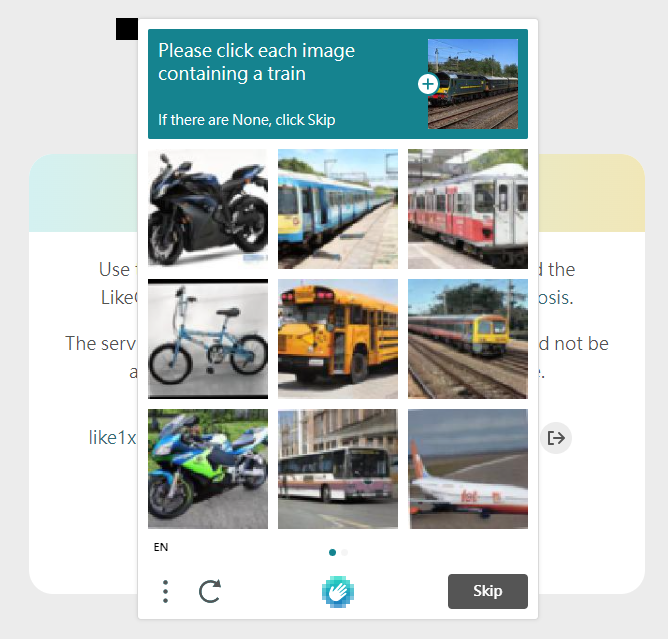 Please click each image
containing a train
If there are None, click Skip
Use
d the
Like
osis.
The serv
d not be
a
e.
like1x
EN
Skip